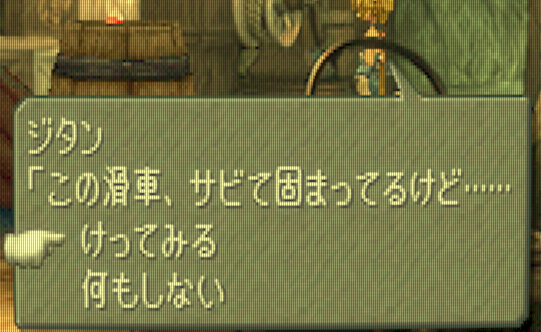 ジタン
「この滑車、サビて固まってるけど……
けってみる
何もしない